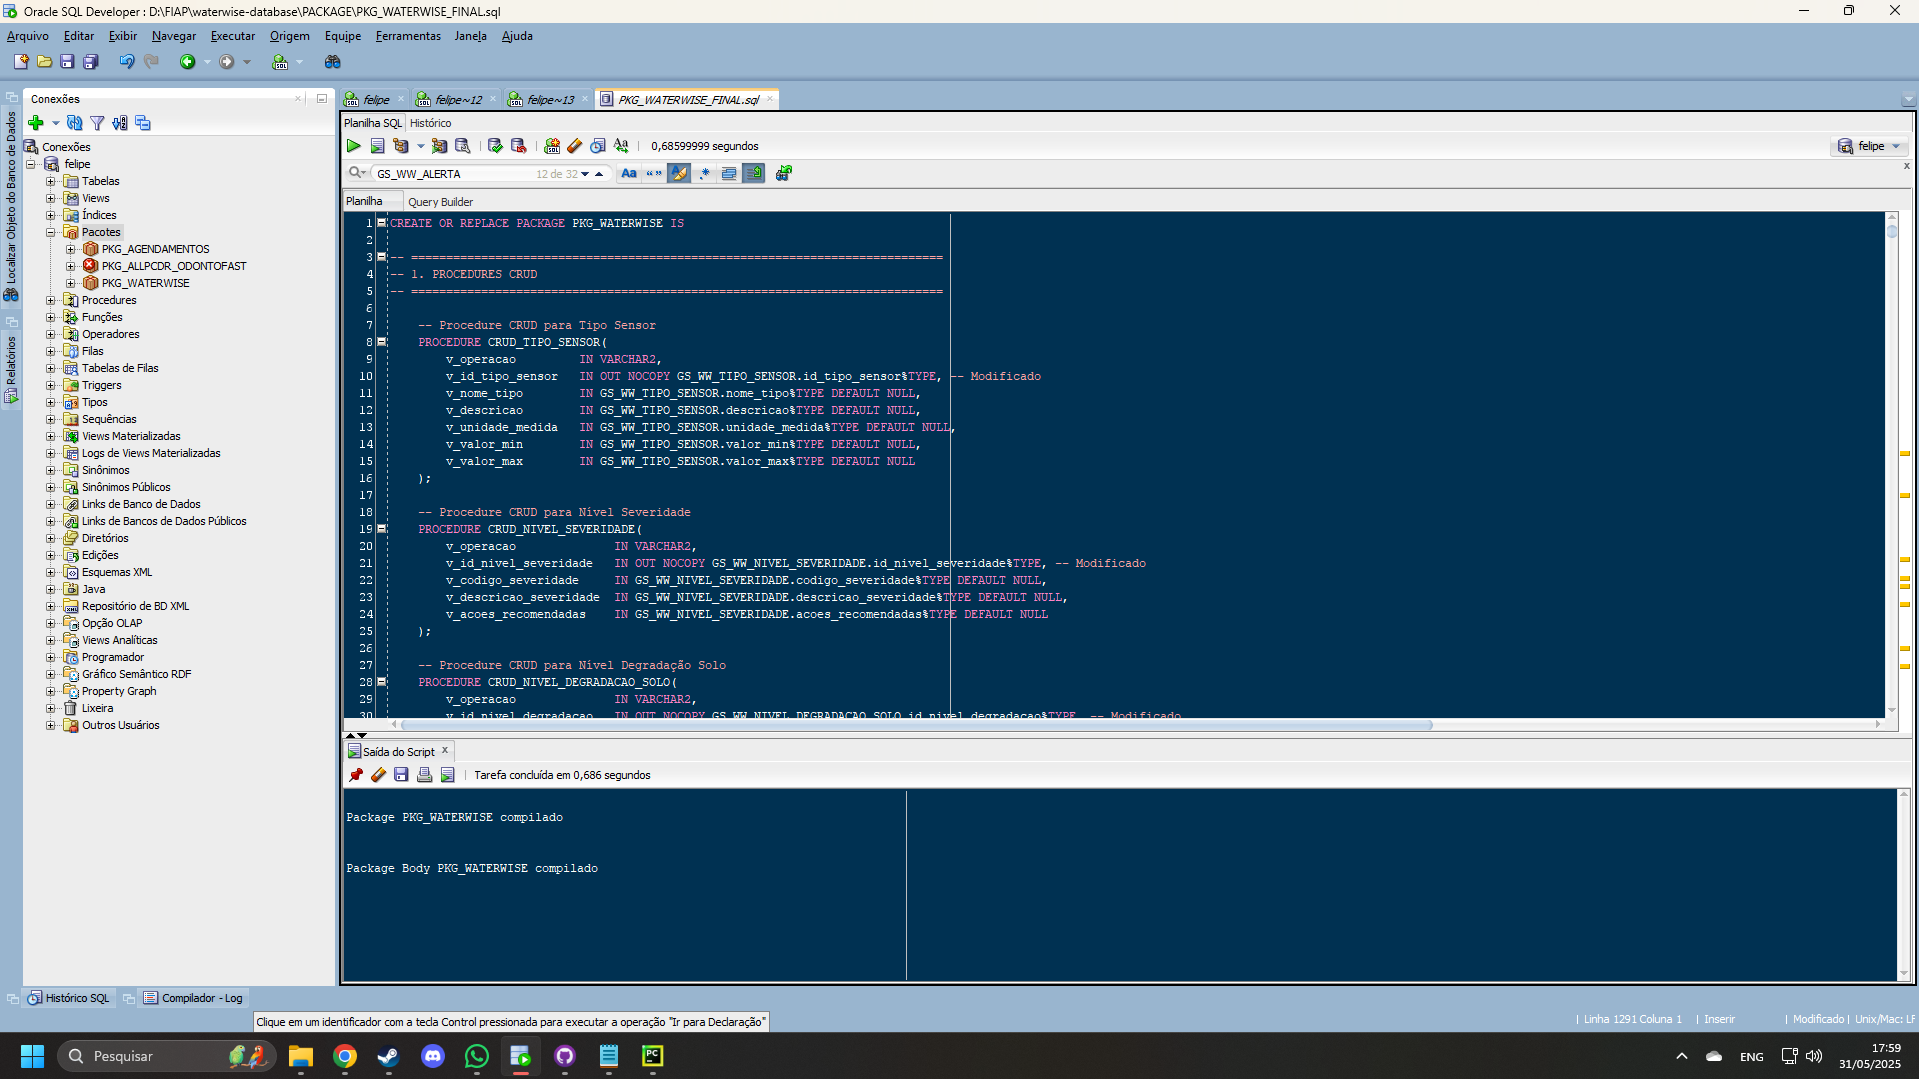 Oracle SQL Developer : D:\FIAP\waterwise-database\PACKAGE\PKG_WATERWISE_FINAL.sql
Arquivo Editar Exibir Navegar Executar Origem Equipe Ferramentas Janela Ajuda
Localizar Objeto do Banco de Dados
Relatórios
Conexões
Conexões
felipe
Tabelas
Views
Índices
Pacotes
PKG_AGENDAMENTOS
PKG_ALLPCDR_ODONTOFAST
PKG_WATERWISE
Procedures
Funções
Operadores
Filas
Tabelas de Filas
Triggers
Tipos
Sequências
Views Materializadas
Logs de Views Materializadas
Sinônimos
Sinônimos Públicos
Links de Banco de Dados
Links de Bancos de Dados Públicos
Diretórios
Edições
Esquemas XML
Java
Repositório de BD XML
Opção OLAP
Views Analíticas
Programador
Gráfico Semântico RDF
Property Graph
Lixeira
Outros Usuários
felipe felipe~12 felipe~13 PKG_WATERWISE_FINAL.sql
Planilha SQL Histórico
0,68599999 segundos felipe
GS_WW_ALERTA 12 de 32 Aa “” .*
Planilha Query Builder
1 CREATE OR REPLACE PACKAGE PKG_WATERWISE IS
2
3 -- ============================================================================
4 -- 1. PROCEDURES CRUD
5 -- ============================================================================
6
7 -- Procedure CRUD para Tipo Sensor
8 PROCEDURE CRUD_TIPO_SENSOR(
9 v_operacao IN VARCHAR2,
10 v_id_tipo_sensor IN OUT NOCOPY GS_WW_TIPO_SENSOR.id_tipo_sensor%TYPE, -- Modificado
11 v_nome_tipo IN GS_WW_TIPO_SENSOR.nome_tipo%TYPE DEFAULT NULL,
12 v_descricao IN GS_WW_TIPO_SENSOR.descricao%TYPE DEFAULT NULL,
13 v_unidade_medida IN GS_WW_TIPO_SENSOR.unidade_medida%TYPE DEFAULT NULL,
14 v_valor_min IN GS_WW_TIPO_SENSOR.valor_min%TYPE DEFAULT NULL,
15 v_valor_max IN GS_WW_TIPO_SENSOR.valor_max%TYPE DEFAULT NULL
16 );
17
18 -- Procedure CRUD para Nível Severidade
19 PROCEDURE CRUD_NIVEL_SEVERIDADE(
20 v_operacao IN VARCHAR2,
21 v_id_nivel_severidade IN OUT NOCOPY GS_WW_NIVEL_SEVERIDADE.id_nivel_severidade%TYPE, -- Modificado
22 v_codigo_severidade IN GS_WW_NIVEL_SEVERIDADE.codigo_severidade%TYPE DEFAULT NULL,
23 v_descricao_severidade IN GS_WW_NIVEL_SEVERIDADE.descricao_severidade%TYPE DEFAULT NULL,
24 v_acoes_recomendadas IN GS_WW_NIVEL_SEVERIDADE.acoes_recomendadas%TYPE DEFAULT NULL
25 );
26
27 -- Procedure CRUD para Nível Degradação Solo
28 PROCEDURE CRUD_NIVEL_DEGRADACAO_SOLO(
29 v_operacao IN VARCHAR2,
30 v_id_nivel_degradacao IN OUT NOCOPY GS_WW_NIVEL_DEGRADACAO_SOLO.id_nivel_degradacao%TYPE, -- Modificado
Saída do Script
Tarefa concluída em 0,686 segundos
Package PKG_WATERWISE compilado
Package Body PKG_WATERWISE compilado
Histórico SQL Compilador - Log
Clique em um identificador com a tecla Control pressionada para executar a operação "Ir para Declaração"
Linha 1291 Coluna 1 Inserir Modificado Unix/Mac: LF
Pesquisar
PC
ENG
17:59
31/05/2025